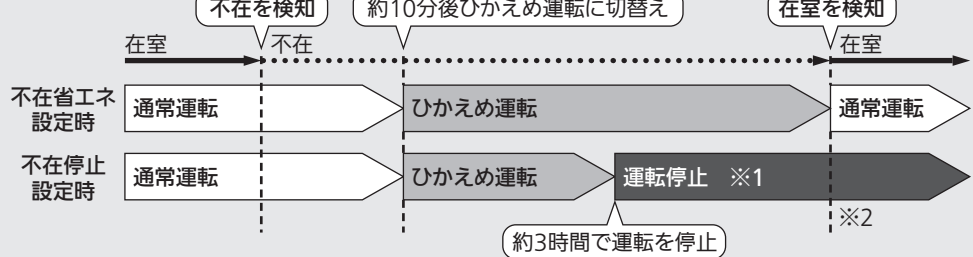 不在を検知
約10分後ひかえめ運転に切替え
在室を検知
在室
不在
在室
不在省エネ
設定時
通常運転
ひかえめ運転
通常運転
不在停止
設定時
通常運転
ひかえめ運転
運転停止 ※1
※2
約3時間で運転を停止